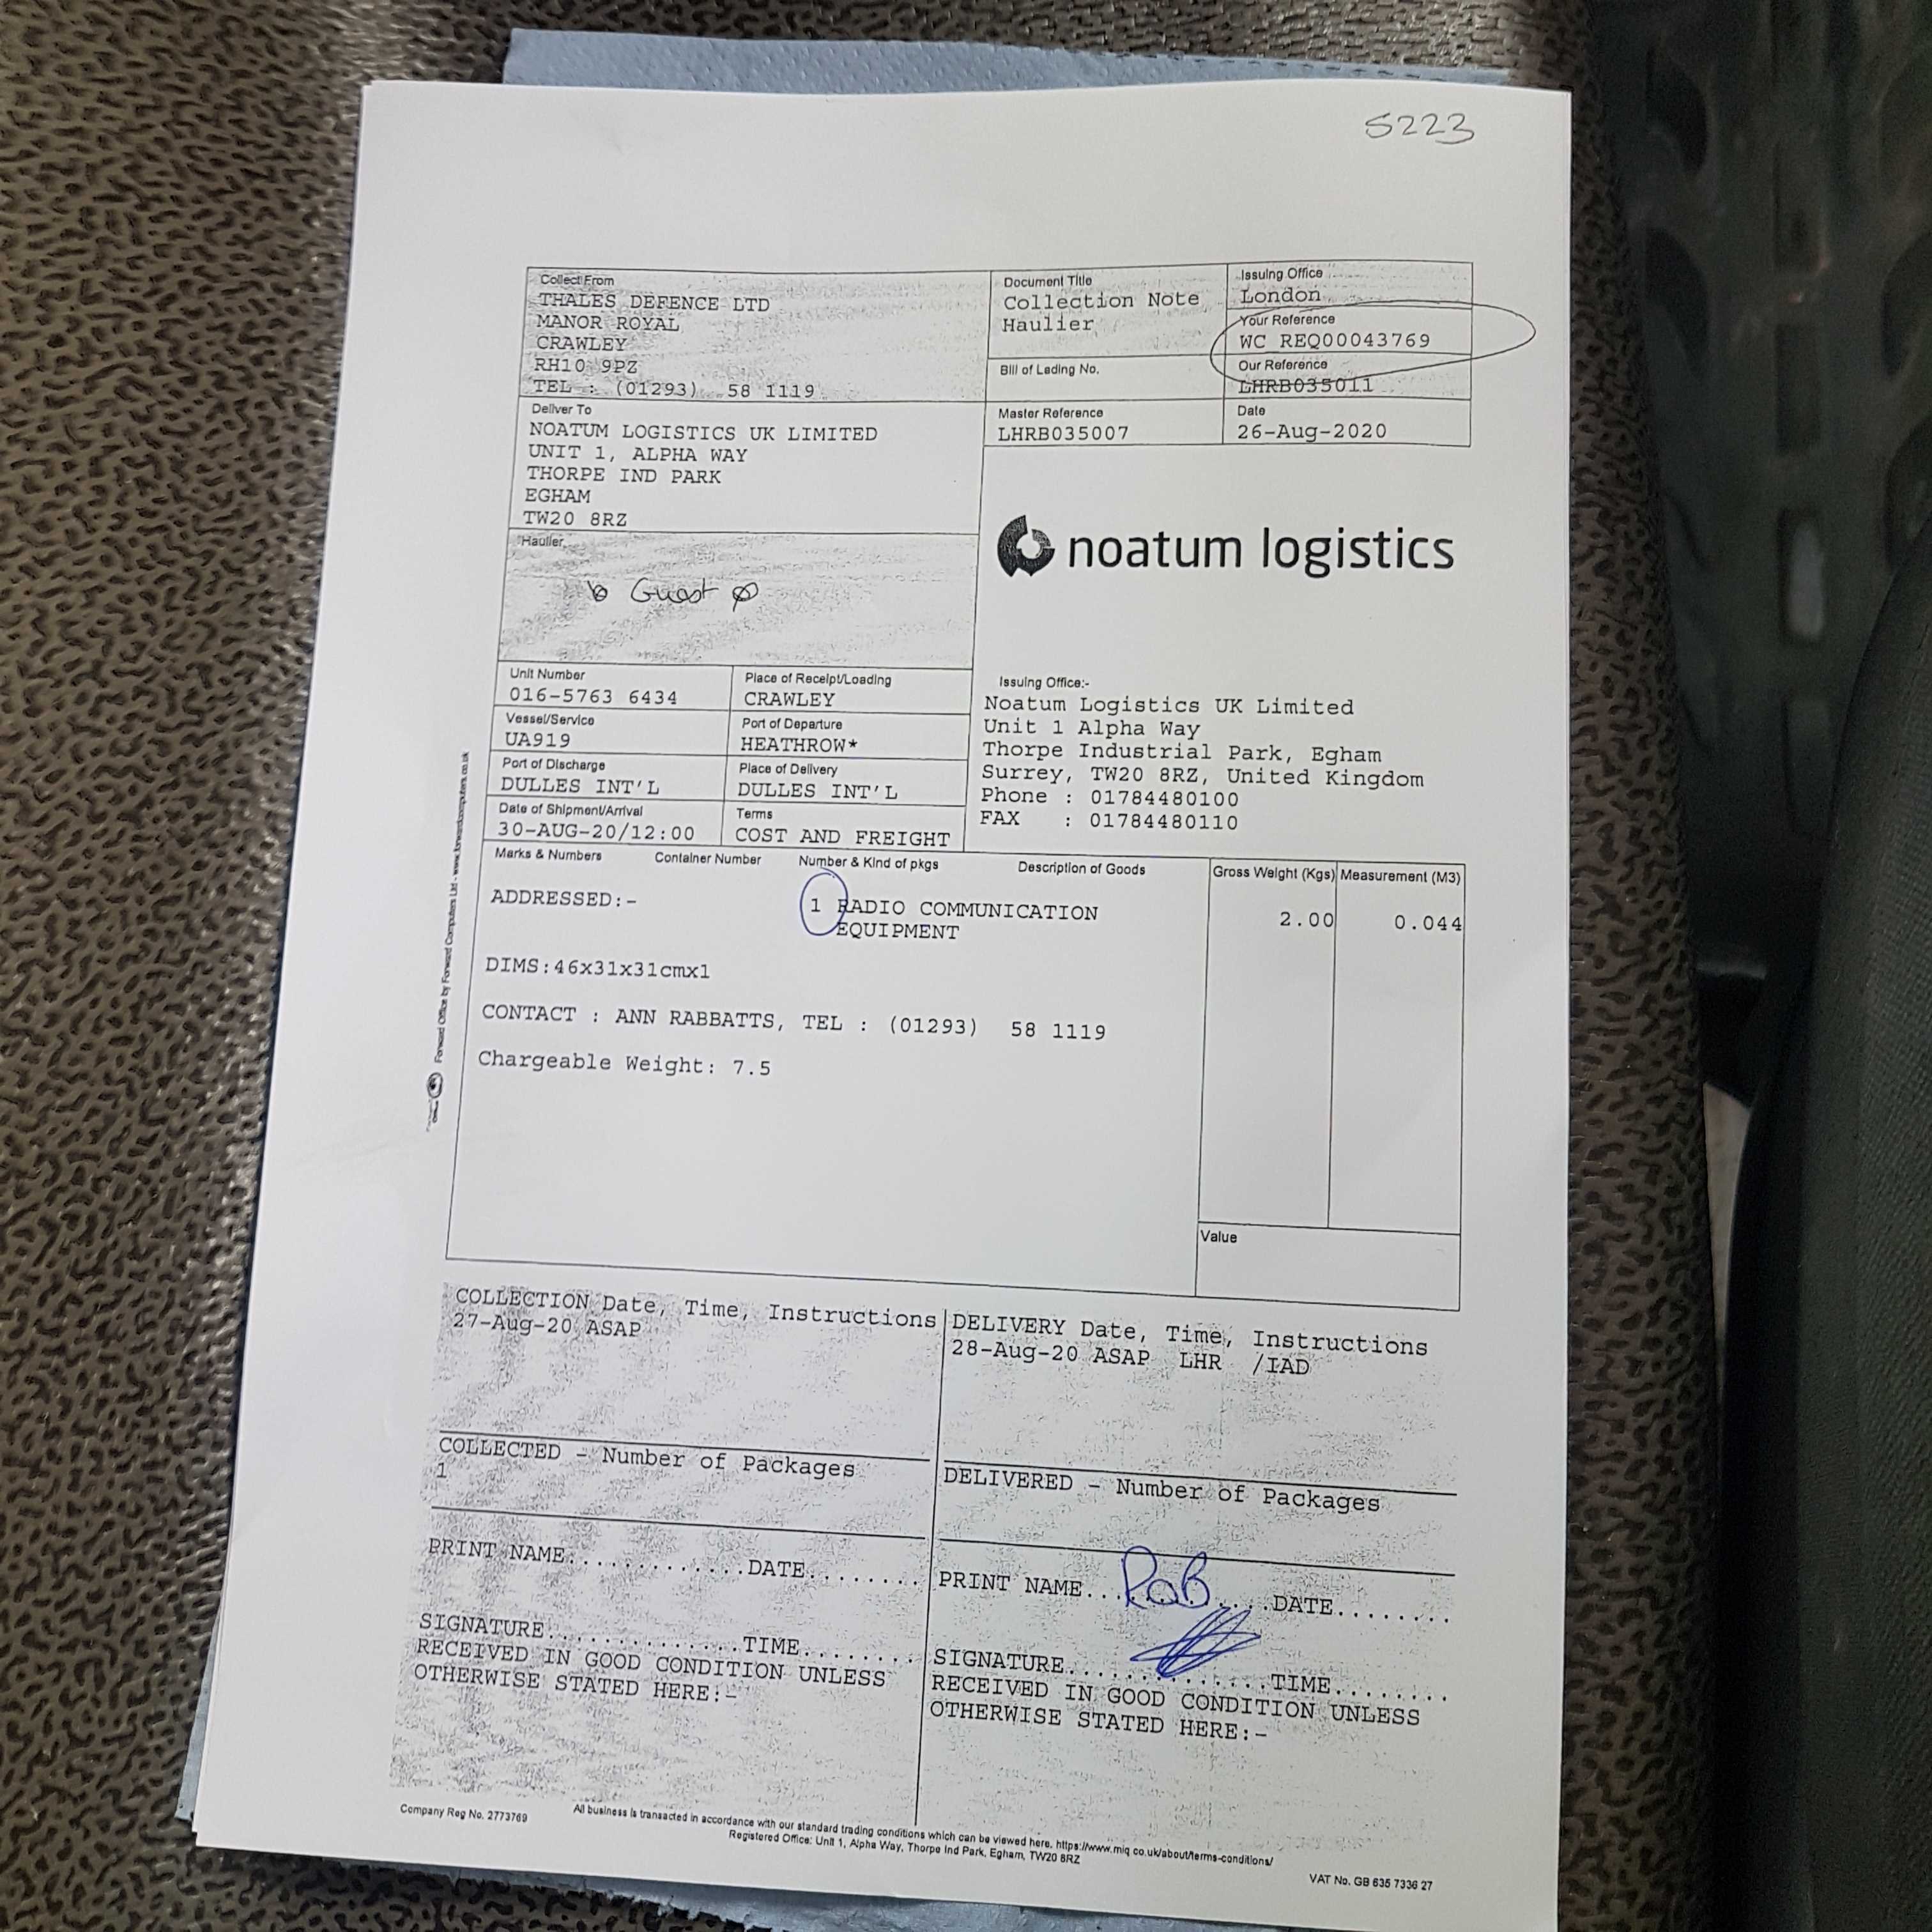 5223
Collect From
THALES DEFENCE LTD
MANOR ROYAL
CRAWLEY
RH10 9PZ
TEL : (01293) 58 1119
Document Title
Collection Note
Haulier
Issuing Office
London
Your Reference
WC REQ00043769
Bill of Lading No.
Our Reference
LHRB035011
Deliver To
NOATUM LOGISTICS UK LIMITED
UNIT 1, ALPHA WAY
THORPE IND PARK
EGHAM
TW20 8RZ
Master Reference
LHRB035007
Date
26-Aug-2020
Haulier
Guest
noatum logistics
Unit Number
016-5763 6434
Place of Receipt/Loading
CRAWLEY
Vessel/Service
UA919
Port of Departure
HEATHROW*
Port of Discharge
DULLES INT'L
Place of Delivery
DULLES INT'L
Date of Shipment/Arrival
30-AUG-20/12:00
Terms
COST AND FREIGHT
Issuing Office:-
Noatum Logistics UK Limited
Unit 1 Alpha Way
Thorpe Industrial Park, Egham
Surrey, TW20 8RZ, United Kingdom
Phone : 01784480100
FAX : 01784480110
Marks & Numbers Container Number Number & Kind of pkgs Description of Goods Gross Weight (Kgs) Measurement (M3)
ADDRESSED:- 1 RADIO COMMUNICATION 2.00 0.044
EQUIPMENT
DIMS:46x31x31cmx1
CONTACT : ANN RABBATTS, TEL : (01293) 58 1119
Chargeable Weight: 7.5
Value
Forward Office by Forward Computers Ltd - www.forwardcomputers.co.uk
COLLECTION Date, Time, Instructions
27-Aug-20 ASAP
DELIVERY Date, Time, Instructions
28-Aug-20 ASAP LHR /IAD
COLLECTED - Number of Packages
1
DELIVERED - Number of Packages
PRINT NAME.............DATE........
PRINT NAME...RoB....DATE........
SIGNATURE..............TIME........
RECEIVED IN GOOD CONDITION UNLESS
OTHERWISE STATED HERE:-
SIGNATURE..............TIME........
RECEIVED IN GOOD CONDITION UNLESS
OTHERWISE STATED HERE:-
Company Reg No. 2773769
All business is transacted in accordance with our standard trading conditions which can be viewed here, https://www.miq.co.uk/about/terms-conditions/
Registered Office: Unit 1, Alpha Way, Thorpe Ind Park, Egham, TW20 8RZ
VAT No. GB 635 7336 27